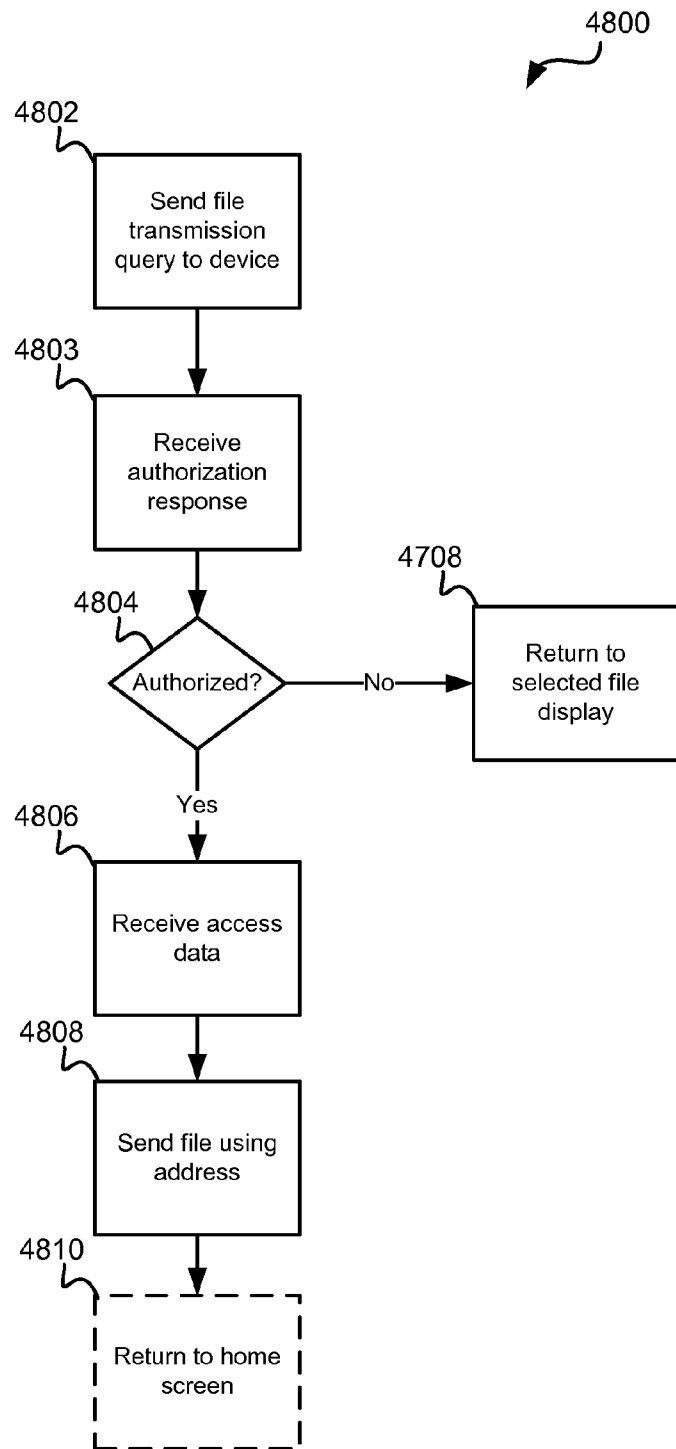 4800
4802
Send file
transmission
query to device
4803
Receive
authorization
response
4804
Authorized?
No
4708
Return to
selected file
display
Yes
4806
Receive access
data
4808
Send file using
address
4810
Return to home
screen